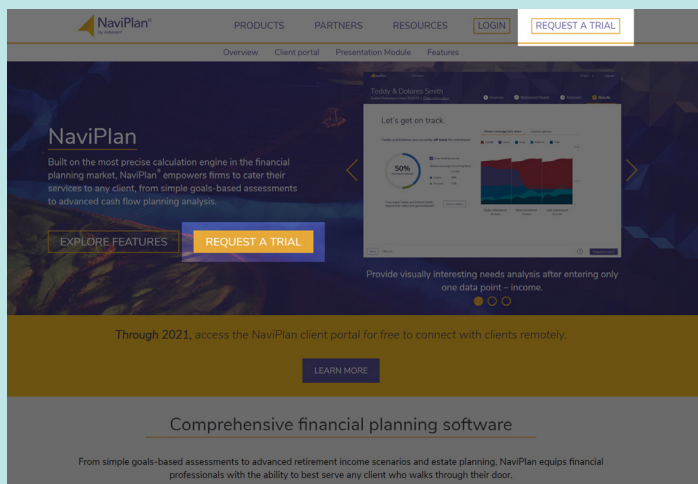 NaviPlan®
By Advicent
PRODUCTS PARTNERS RESOURCES LOGIN REQUEST A TRIAL
Overview Client portal Presentation Module Features
NaviPlan
Built on the most precise calculation engine in the financial
planning market, NaviPlan® empowers firms to cater their
services to any client, from simple goals-based assessments
to advanced cash flow planning analysis.
EXPLORE FEATURES REQUEST A TRIAL
Teddy & Dolores Smith
Let's get on track.
50%
Provide visually interesting needs analysis after entering only
one data point – income.
Through 2021, access the NaviPlan client portal for free to connect with clients remotely.
LEARN MORE
Comprehensive financial planning software
From simple goals-based assessments to advanced retirement income scenarios and estate planning, NaviPlan equips financial
professionals with the ability to best serve any client who walks through their door.